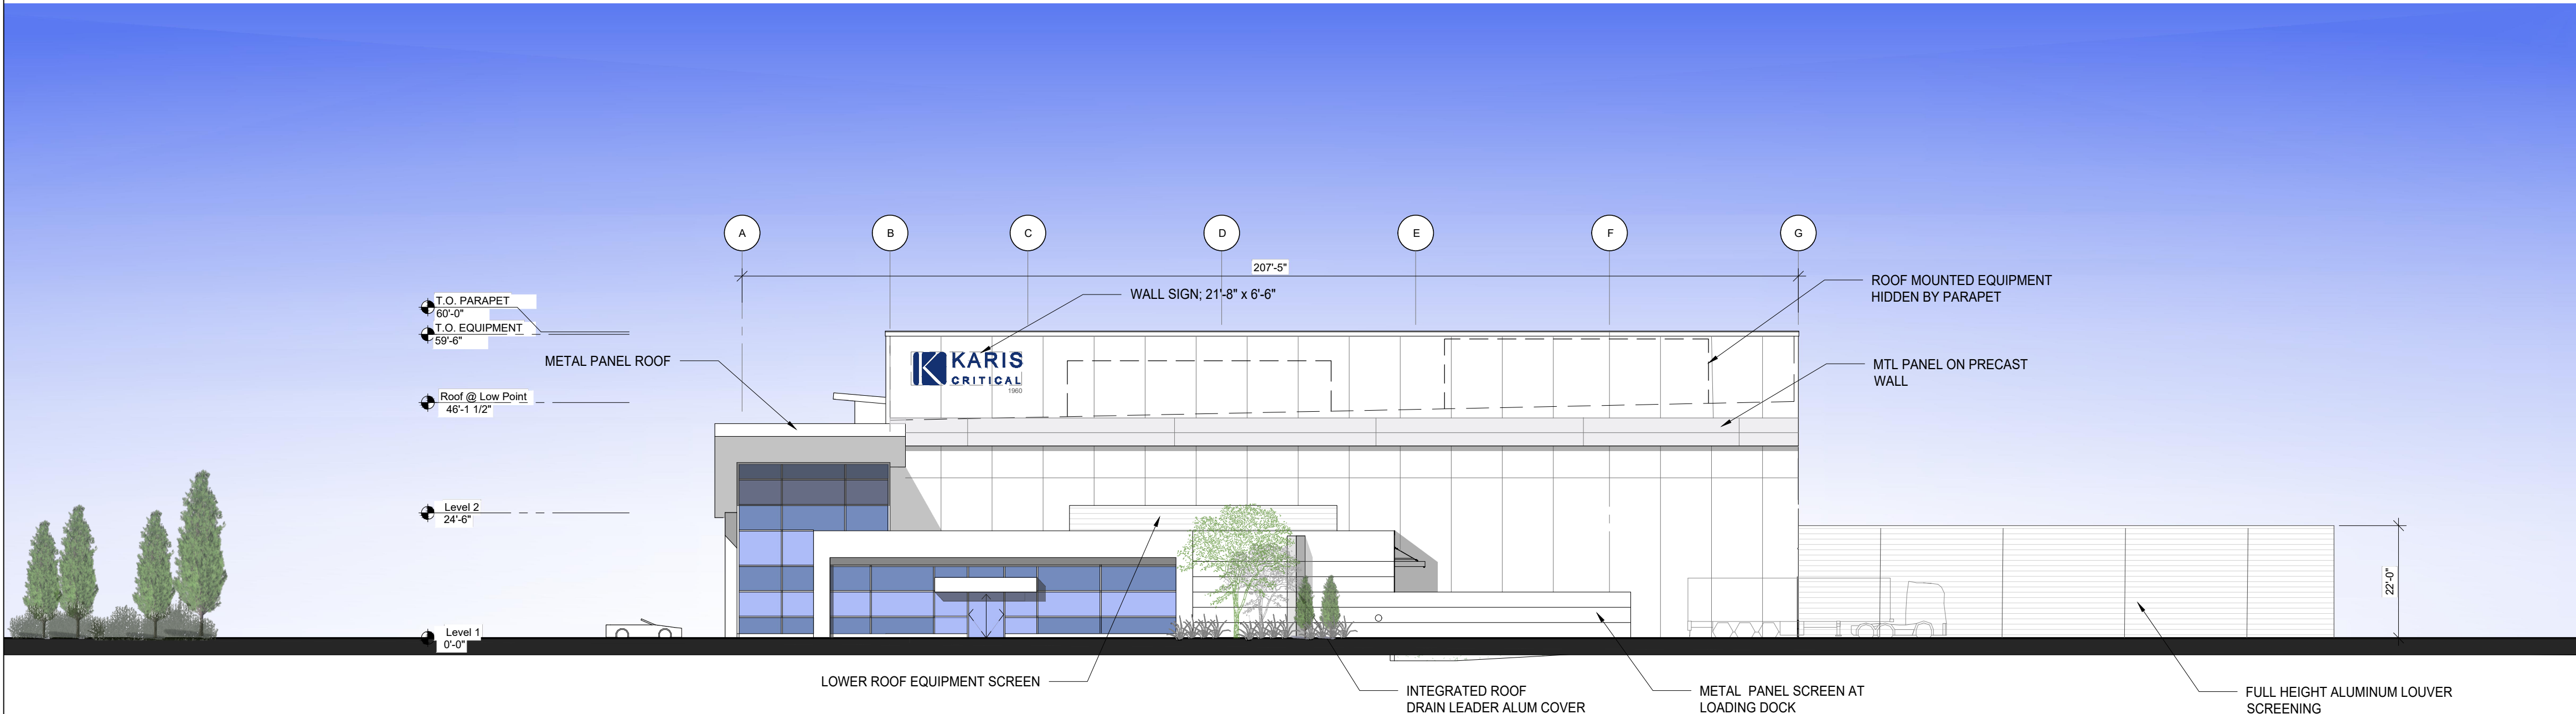 A
B
C
D
E
F
G
207'-5"
WALL SIGN; 21'-8" x 6'-6"
ROOF MOUNTED EQUIPMENT
HIDDEN BY PARAPET
T.O. PARAPET
60'-0"
T.O. EQUIPMENT
59'-6"
METAL PANEL ROOF
KARIS
CRITICAL
1960
MTL PANEL ON PRECAST
WALL
Roof @ Low Point
46'-1 1/2"
Level 2
24'-6"
22'-0"
Level 1
0'-0"
LOWER ROOF EQUIPMENT SCREEN
INTEGRATED ROOF
DRAIN LEADER ALUM COVER
METAL PANEL SCREEN AT
LOADING DOCK
FULL HEIGHT ALUMINUM LOUVER
SCREENING